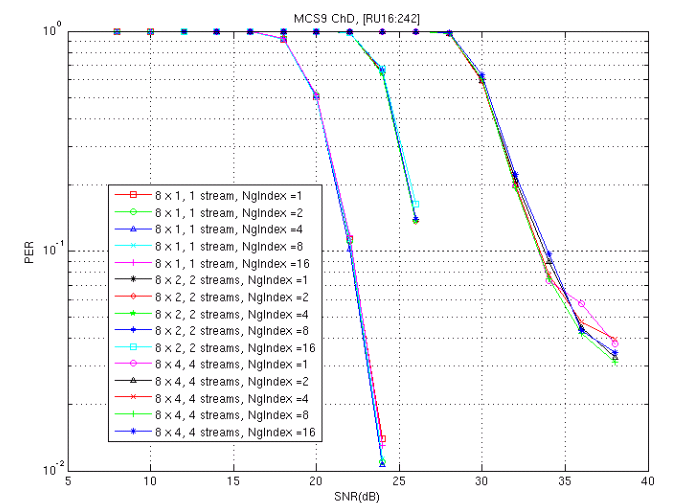 MCS9 ChD, [RU16:242]
10^0
10^-1
10^-2
PER
8 × 1, 1 stream, NgIndex =1
8 × 1, 1 stream, NgIndex =2
8 × 1, 1 stream, NgIndex =4
8 × 1, 1 stream, NgIndex =8
8 × 1, 1 stream, NgIndex =16
8 × 2, 2 streams, NgIndex =1
8 × 2, 2 streams, NgIndex =2
8 × 2, 2 streams, NgIndex =4
8 × 2, 2 streams, NgIndex =8
8 × 2, 2 streams, NgIndex =16
8 × 4, 4 streams, NgIndex =1
8 × 4, 4 streams, NgIndex =2
8 × 4, 4 streams, NgIndex =4
8 × 4, 4 streams, NgIndex =8
8 × 4, 4 streams, NgIndex =16
5 10 15 20 25 30 35 40
SNR(dB)